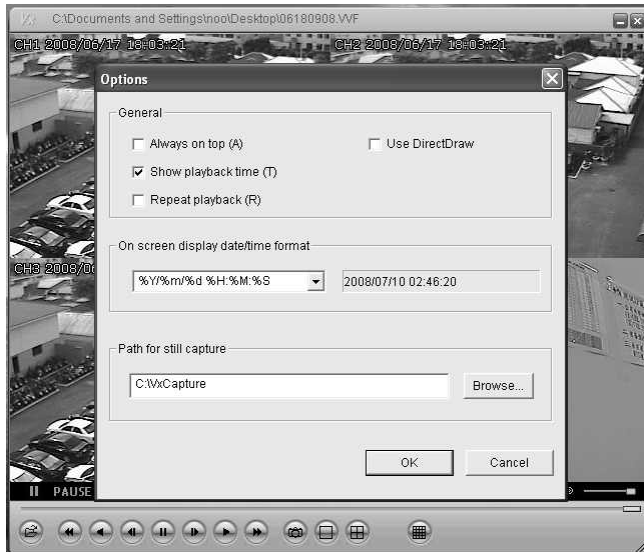 C:\Documents and Settings\noo\Desktop\06180908.VVF
CH1 2008/06/17 18:03:21
CH2 2008/06/17 18:03:21
Options
General
Always on top (A)
Use DirectDraw
Show playback time (T)
Repeat playback (R)
On screen display date/time format
CH3 2008/0
%Y/%m/%d %H:%M:%S
2008/07/10 02:46:20
Path for still capture
C:\VxCapture
Browse...
OK
Cancel
PAUSE